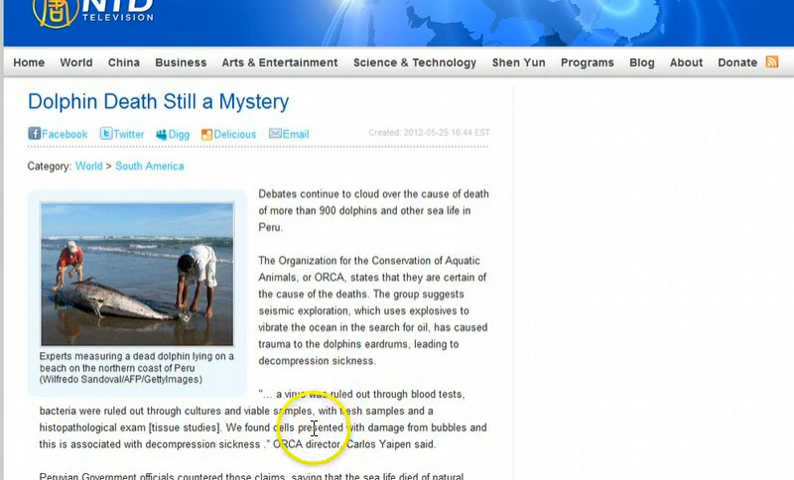 NTD
TELEVISION
Home World China Business Arts & Entertainment Science & Technology Shen Yun Programs Blog About Donate
Dolphin Death Still a Mystery
Facebook Twitter Digg Delicious Email Created: 2012-05-25 16:44 EST
Category: World > South America
Debates continue to cloud over the cause of death
of more than 900 dolphins and other sea life in
Peru.
The Organization for the Conservation of Aquatic
Animals, or ORCA, states that they are certain of
the cause of the deaths. The group suggests
seismic exploration, which uses explosives to
vibrate the ocean in the search for oil, has caused
trauma to the dolphins eardrums, leading to
decompression sickness.
Experts measuring a dead dolphin lying on a
beach on the northern coast of Peru
(Wilfredo Sandoval/AFP/GettyImages)
"... a virus was ruled out through blood tests,
bacteria were ruled out through cultures and viable samples, with fresh samples and a
histopathological exam [tissue studies]. We found cells presented with damage from bubbles and
this is associated with decompression sickness ." ORCA director, Carlos Yaipen said.
Peruvian Government officials countered those claims, saying that the sea life died of natural